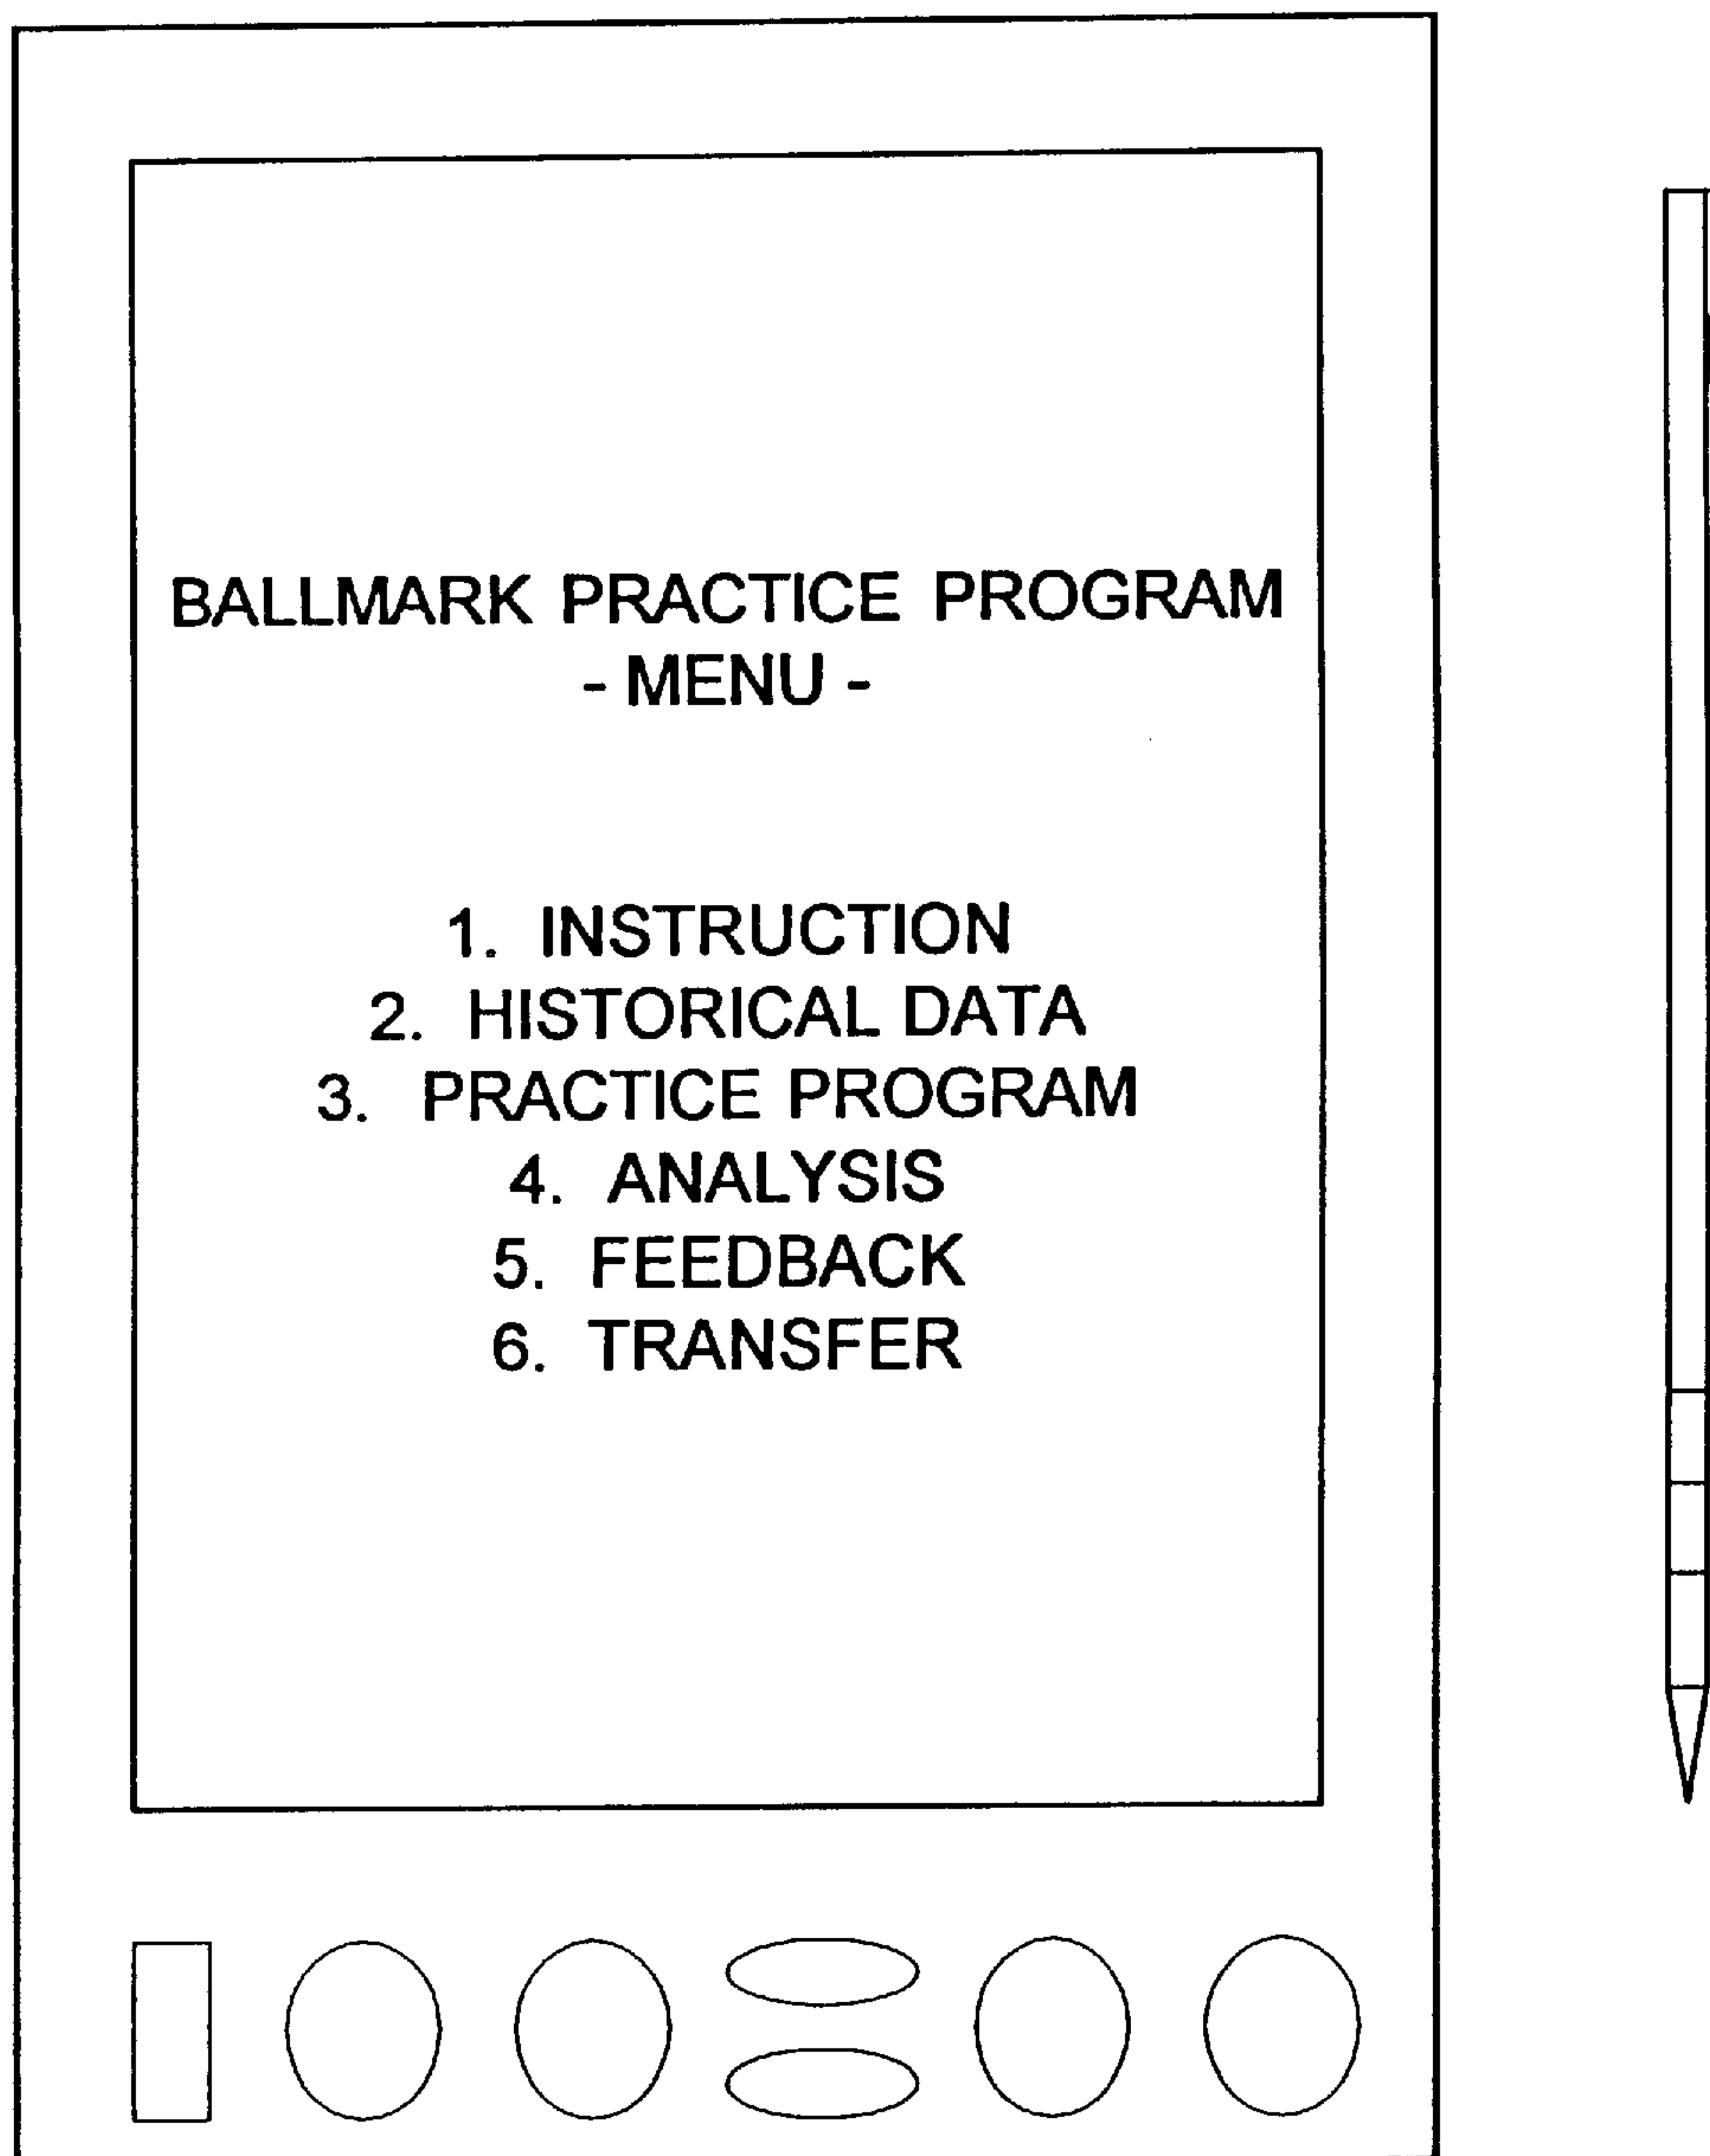 BALLMARK PRACTICE PROGRAM
- MENU -
1. INSTRUCTION
2. HISTORICAL DATA
3. PRACTICE PROGRAM
4. ANALYSIS
5. FEEDBACK
6. TRANSFER